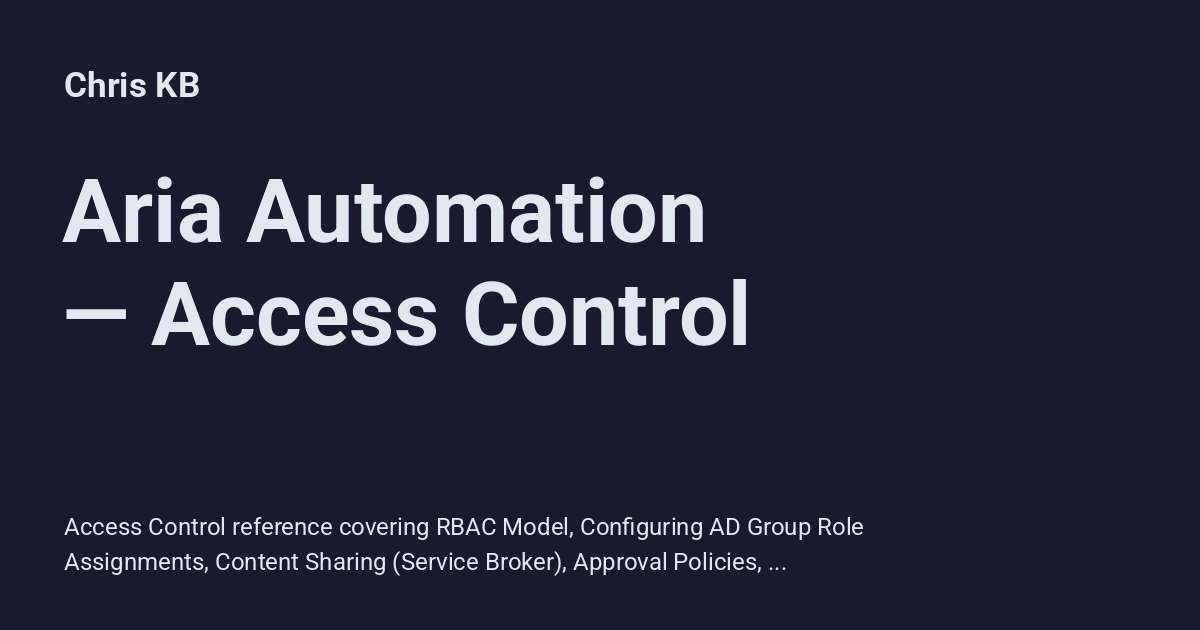 Chris KB
Aria Automation
— Access Control
Access Control reference covering RBAC Model, Configuring AD Group Role
Assignments, Content Sharing (Service Broker), Approval Policies, ...